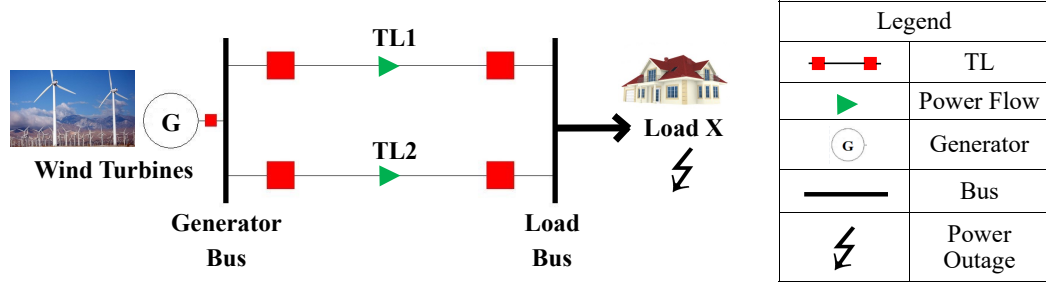 TL1
G
Wind Turbines
TL2
Generator
Bus
Load
Bus
Load X
Legend
TL
Power Flow
G
Generator
Bus
Power
Outage